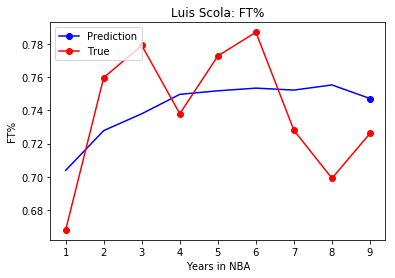 Luis Scola: FT%
Prediction
True
FT%
0.78
0.76
0.74
0.72
0.70
0.68
1 2 3 4 5 6 7 8 9
Years in NBA